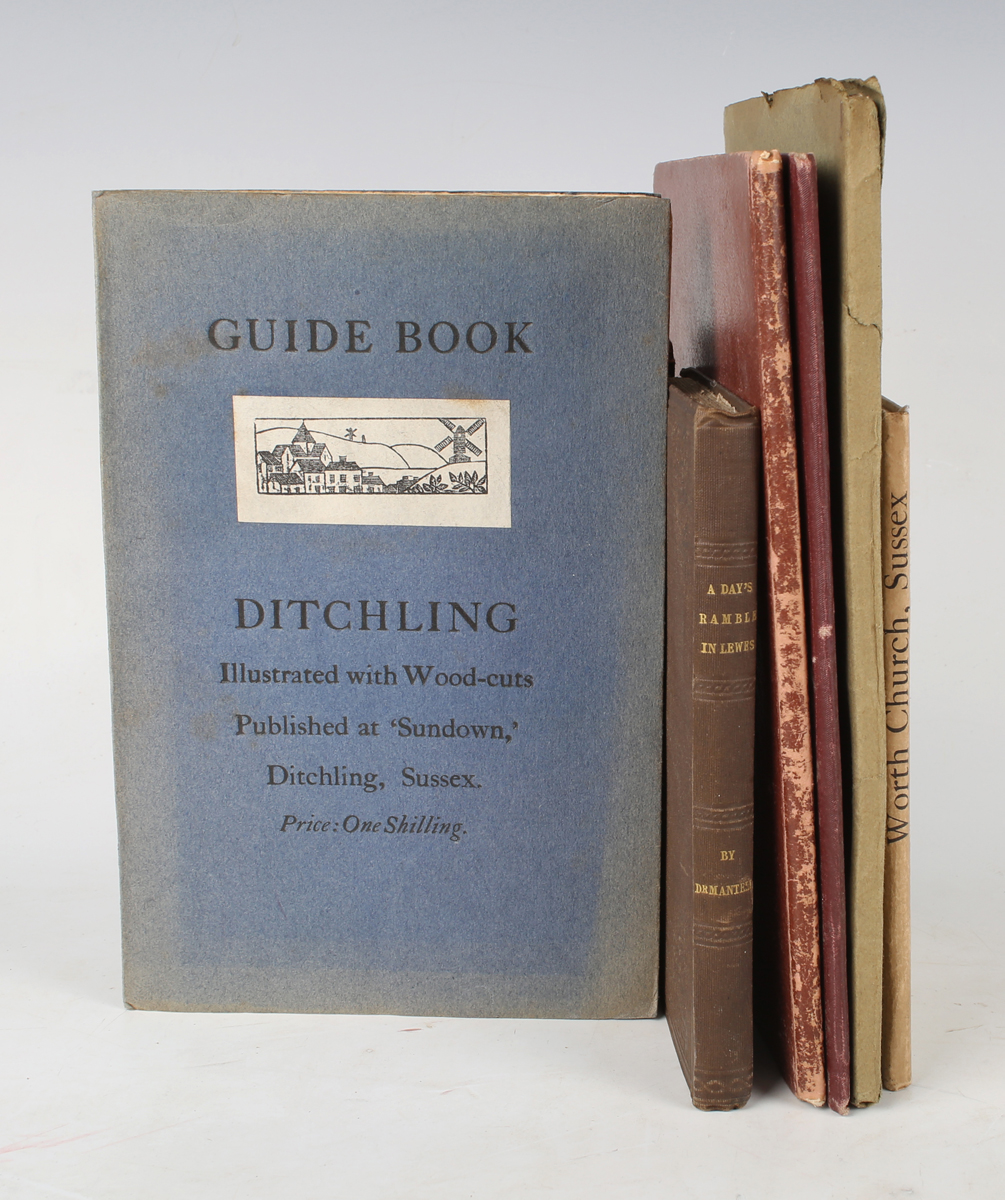 GUIDE BOOK
DITCHLING
Illustrated with Wood-cuts
Published at ‘Sundown,’
Ditchling, Sussex.
Price: One Shilling.
A DAY'S
RAMBLE
IN LEWES
BY
DR MANTELL
Worth Church, Sussex